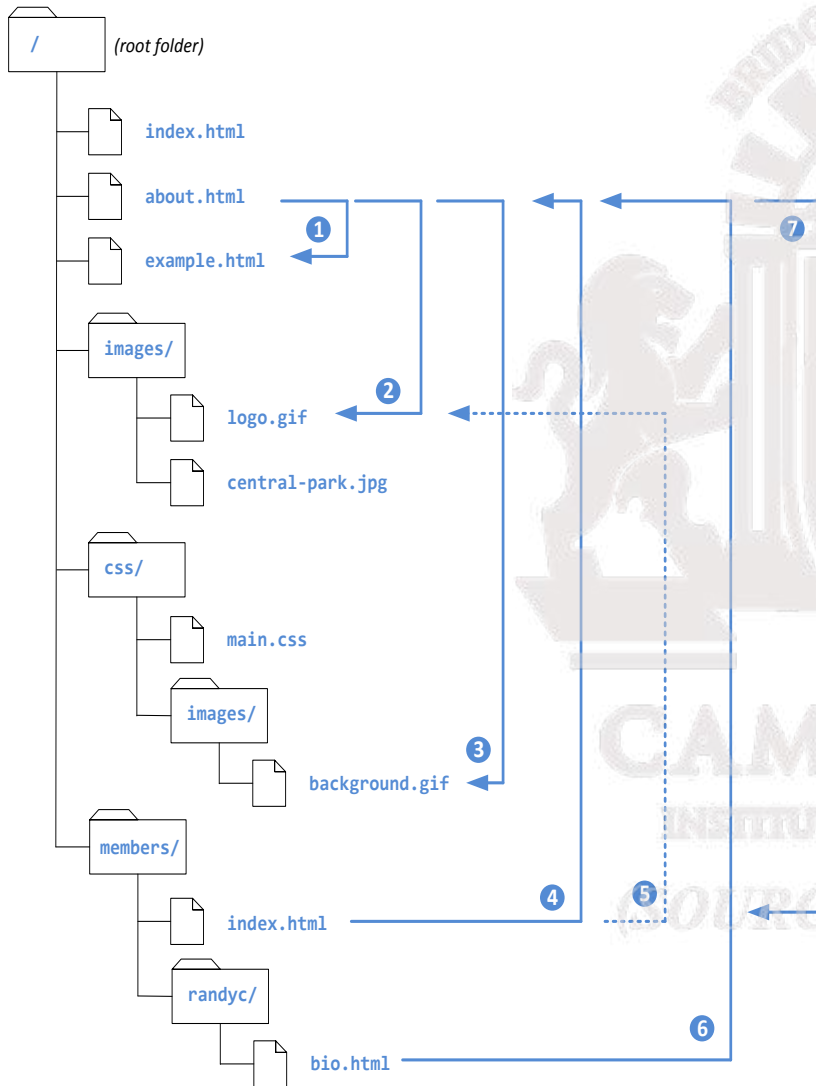 / (root folder)
index.html
about.html
1
7
example.html
images/
2
logo.gif
central-park.jpg
css/
main.css
images/
3
background.gif
members/
4
5
index.html
randyc/
6
bio.html